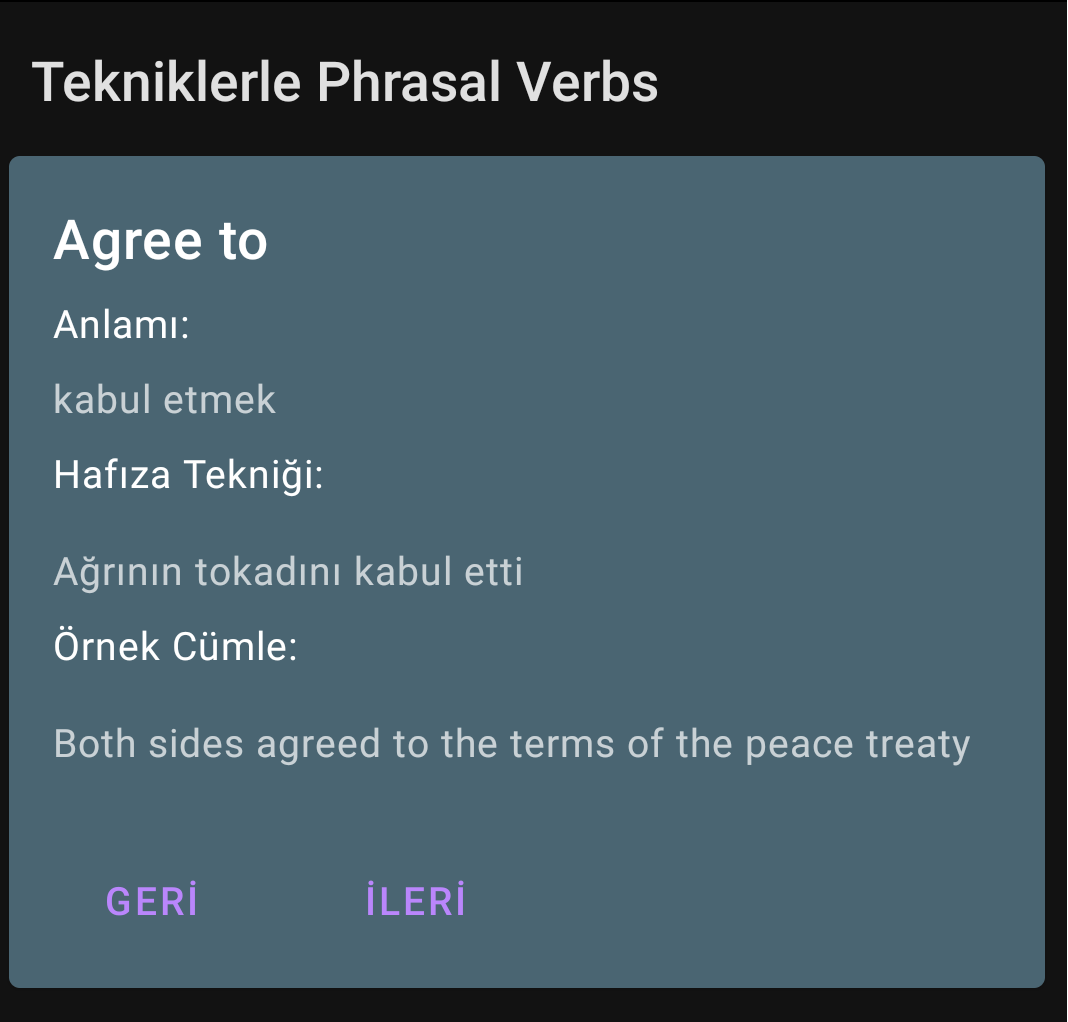 Tekniklerle Phrasal Verbs
Agree to
Anlamı:
kabul etmek
Hafıza Tekniği:
Ağrının tokadını kabul etti
Örnek Cümle:
Both sides agreed to the terms of the peace treaty
GERİ İLERİ